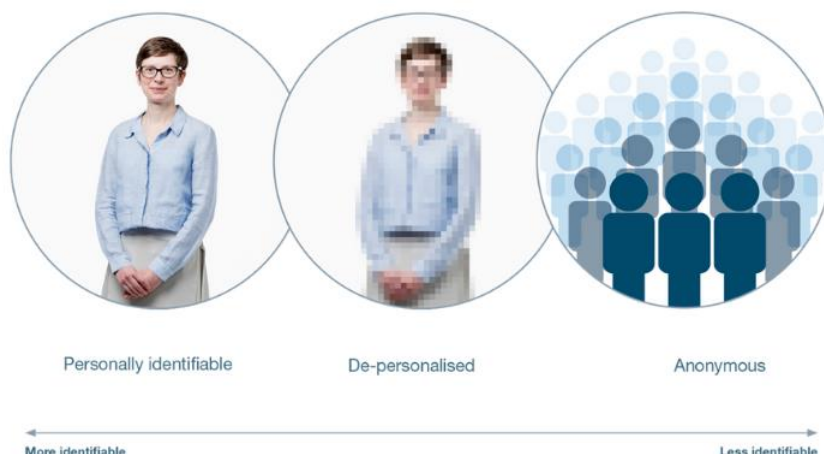 Personally identifiable
De-personalised
Anonymous
More identifiable
Less identifiable